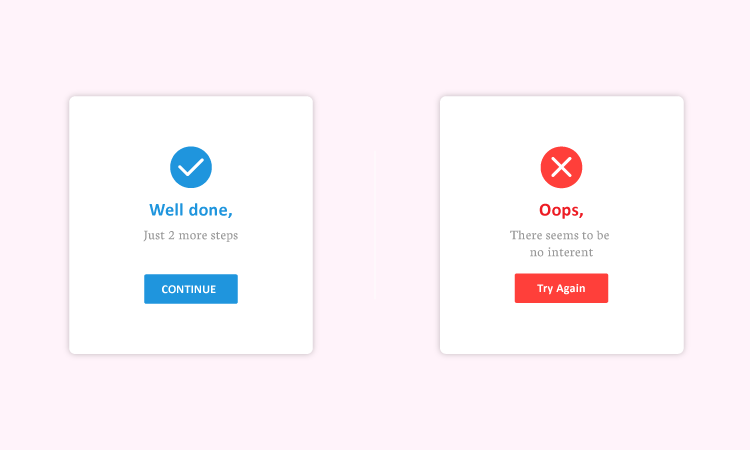 Well done,
Just 2 more steps
CONTINUE
Oops,
There seems to be
no interent
Try Again